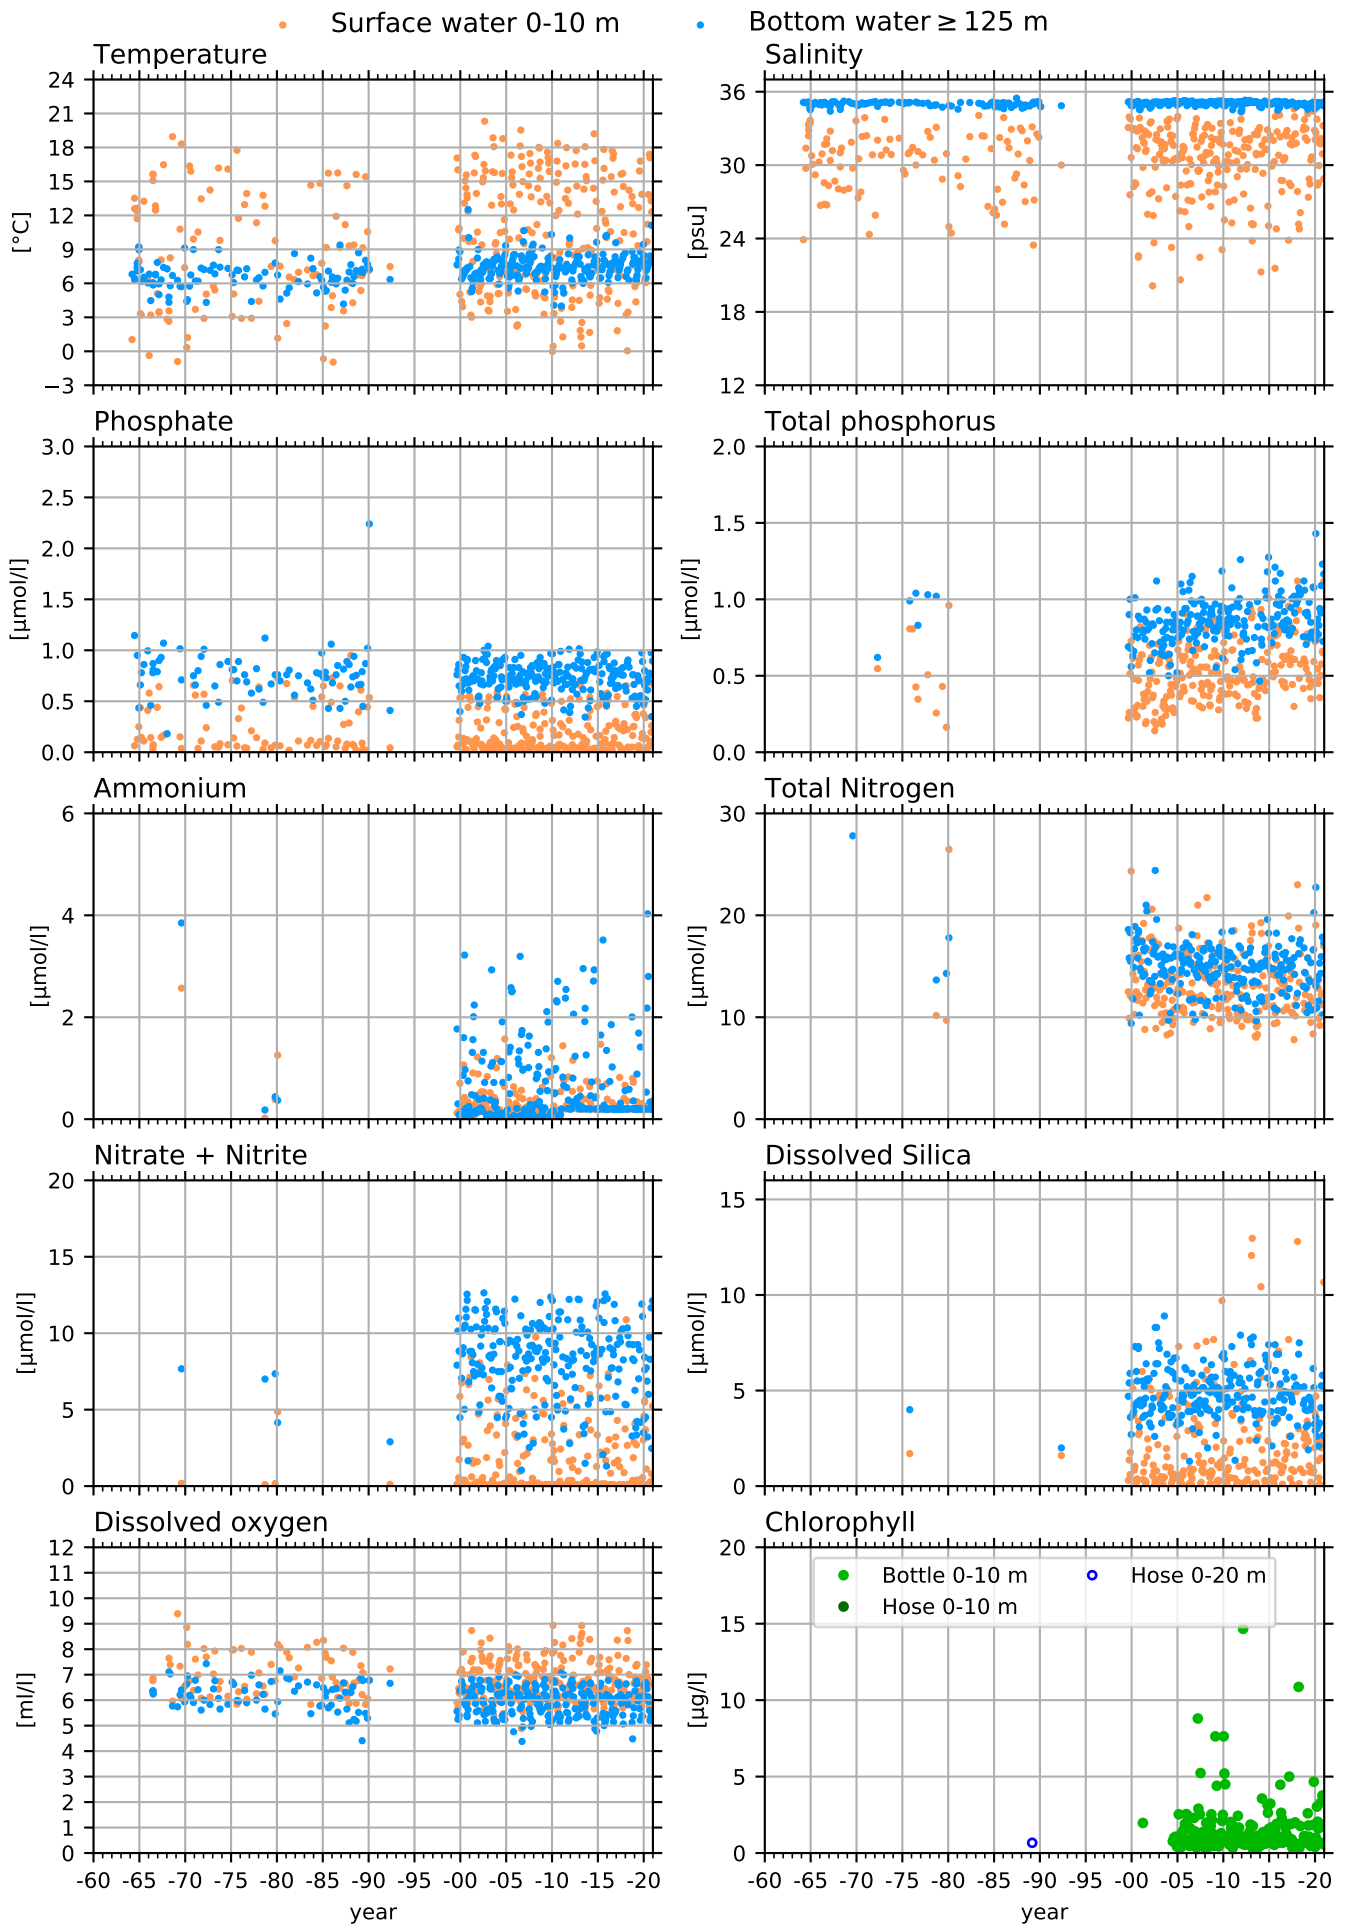 Surface water 0-10 m Bottom water ≥ 125 m
Temperature
24
21
18
15
12
9
6
3
0
−3
[°C]
Salinity
36
30
24
18
12
[psu]
Phosphate
3.0
2.5
2.0
1.5
1.0
0.5
0.0
[µmol/l]
Total phosphorus
2.0
1.5
1.0
0.5
0.0
[µmol/l]
Ammonium
6
4
2
0
[µmol/l]
Total Nitrogen
30
20
10
0
[µmol/l]
Nitrate + Nitrite
20
15
10
5
0
[µmol/l]
Dissolved Silica
15
10
5
0
[µmol/l]
Dissolved oxygen
12
11
10
9
8
7
6
5
4
3
2
1
0
[ml/l]
-60 -65 -70 -75 -80 -85 -90 -95 -00 -05 -10 -15 -20
year
Chlorophyll
Bottle 0-10 m Hose 0-20 m
Hose 0-10 m
20
15
10
5
0
[µg/l]
-60 -65 -70 -75 -80 -85 -90 -95 -00 -05 -10 -15 -20
year